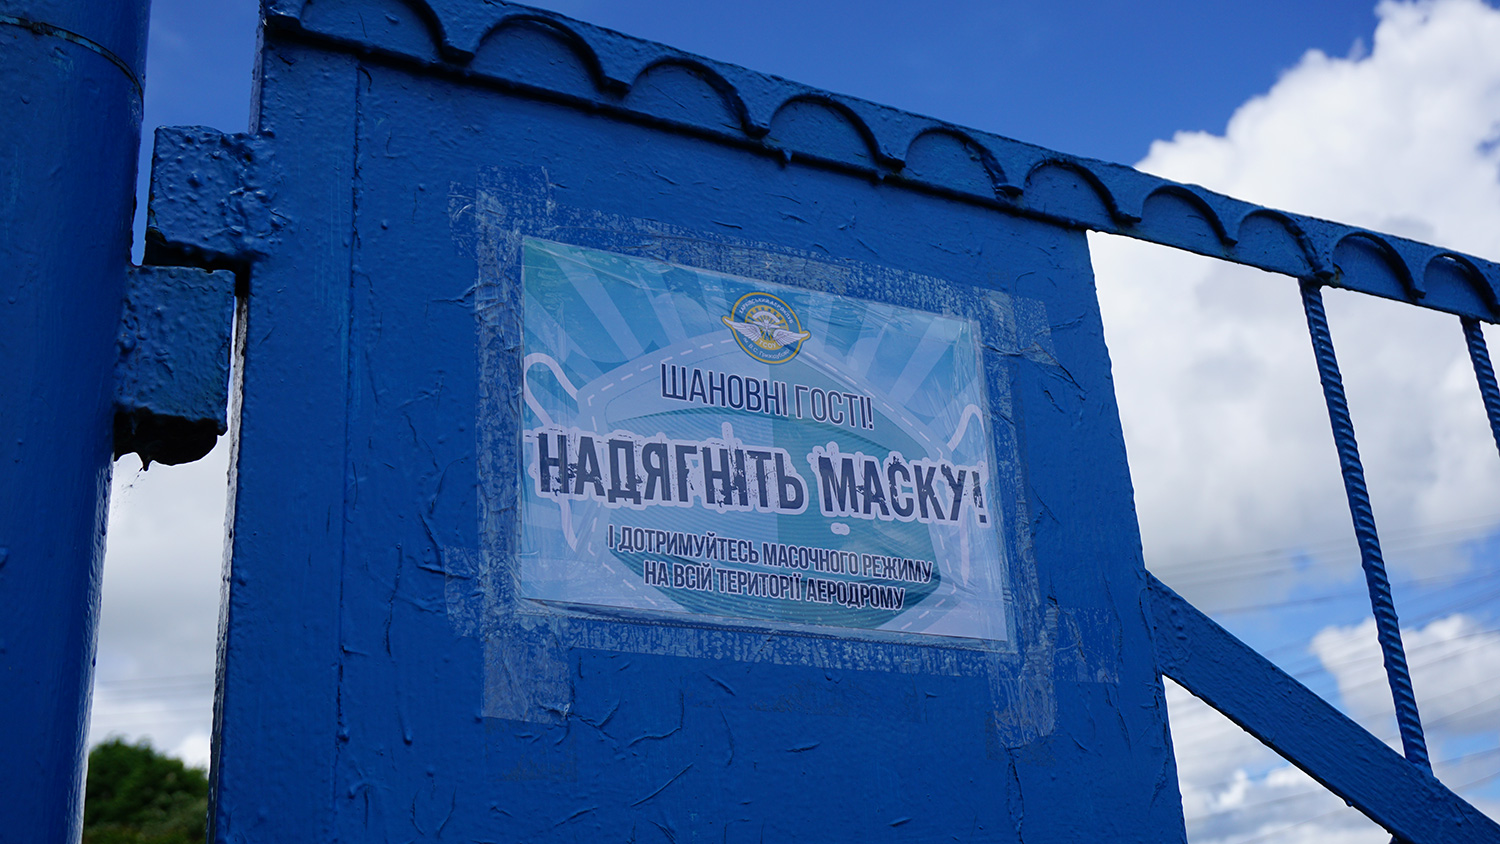 ШАНОВНІ ГОСТІ!
НАДЯГНІТЬ МАСКУ!
І ДОТРИМУЙТЕСЬ МАСОЧНОГО РЕЖИМУ
НА ВСІЙ ТЕРИТОРІЇ АЕРОДРОМУ